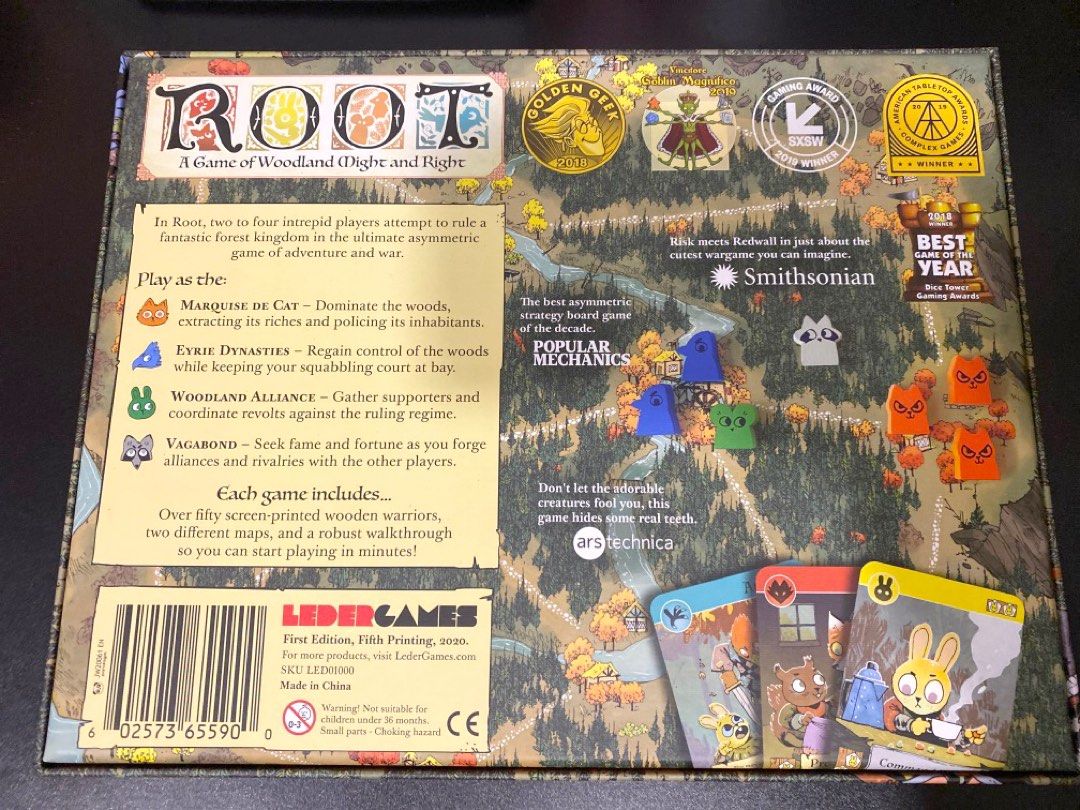 ROOT
A Game of Woodland Might and Right
GOLDEN GEEK
2018
Vincitore
Goblin Magnifico
2019
GAMING AWARD
SXSW
2019 WINNER
AMERICAN TABLETOP AWARDS
20 19
COMPLEX GAMES
WINNER
In Root, two to four intrepid players attempt to rule a
fantastic forest kingdom in the ultimate asymmetric
game of adventure and war.
Play as the:
MARQUISE DE CAT – Dominate the woods,
extracting its riches and policing its inhabitants.
EYRIE DYNASTIES – Regain control of the woods
while keeping your squabbling court at bay.
WOODLAND ALLIANCE – Gather supporters and
coordinate revolts against the ruling regime.
VAGABOND – Seek fame and fortune as you forge
alliances and rivalries with the other players.
Each game includes...
Over fifty screen-printed wooden warriors,
two different maps, and a robust walkthrough
so you can start playing in minutes!
2018
WINNER
BEST
GAME OF THE
YEAR
Dice Tower
Gaming Awards
Risk meets Redwall in just about the
cutest wargame you can imagine.
Smithsonian
The best asymmetric
strategy board game
of the decade.
POPULAR
MECHANICS
Don't let the adorable
creatures fool you, this
game hides some real teeth.
ars technica
LEDERGAMES
First Edition, Fifth Printing, 2020.
For more products, visit LederGames.com
SKU LED01000
Made in China
0-3
Warning! Not suitable for
children under 36 months.
Small parts - Choking hazard
CE
6 02573 65590 0